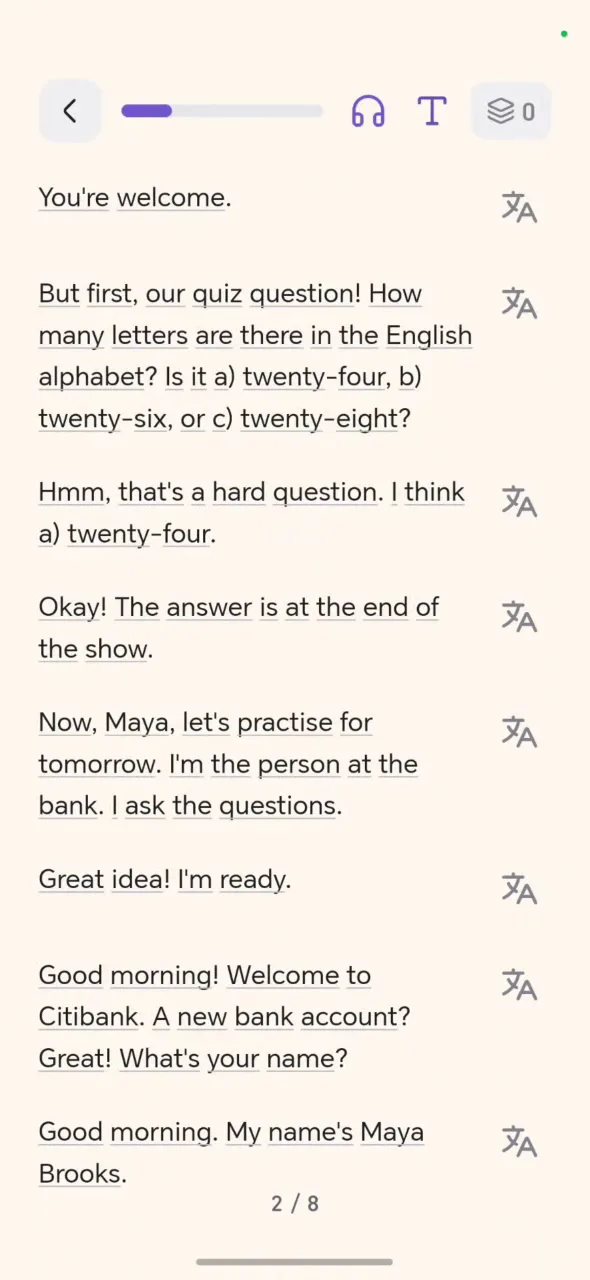 0
You're welcome.
But first, our quiz question! How
many letters are there in the English
alphabet? Is it a) twenty-four, b)
twenty-six, or c) twenty-eight?
Hmm, that's a hard question. I think
a) twenty-four.
Okay! The answer is at the end of
the show.
Now, Maya, let's practise for
tomorrow. I'm the person at the
bank. I ask the questions.
Great idea! I'm ready.
Good morning! Welcome to
Citibank. A new bank account?
Great! What's your name?
Good morning. My name's Maya
Brooks.
2 / 8